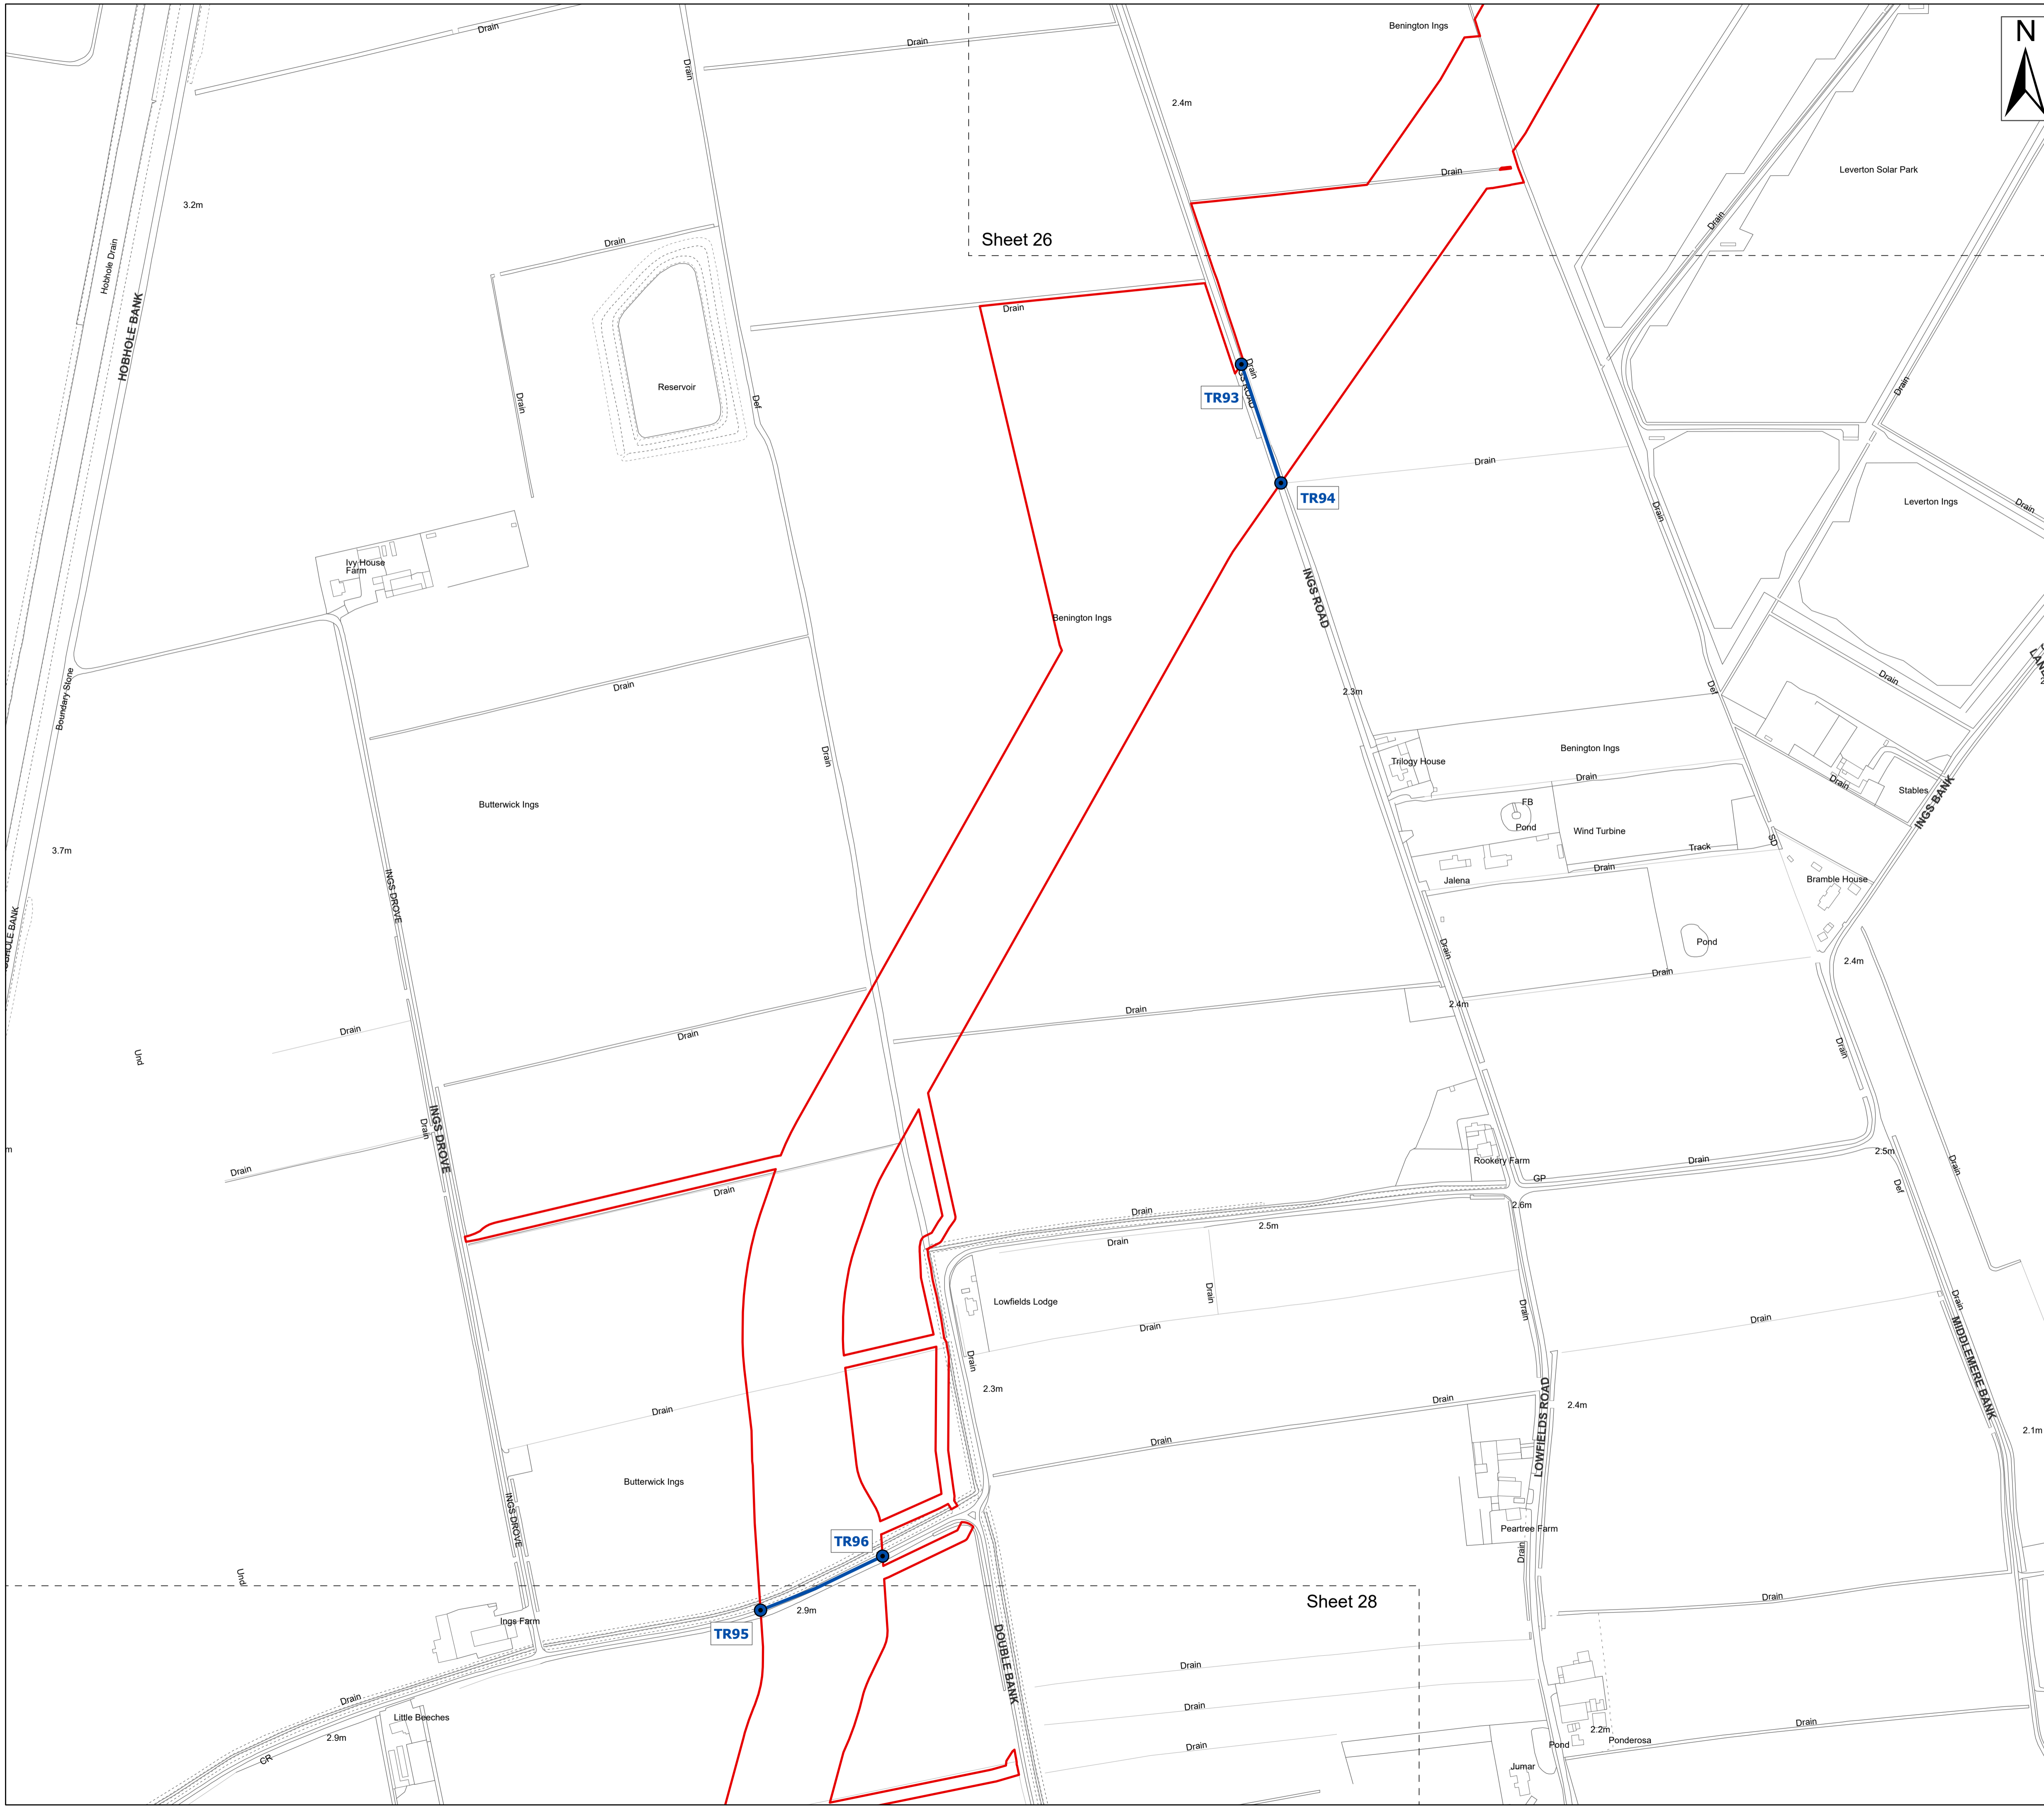 Drain
Drain
Drain
Benington Ings
N
2.4m
Leverton Solar Park
Drain
Drain
3.2m
Sheet 26
Drain
Hobhole Drain
HOBHOLE BANK
Drain
Reservoir
Drain
Def
TR93
Drain
Drain
TR94
Drain
Drain
Leverton Ings
Drain
Ivy House
Farm
INGS ROAD
Benington Ings
Boundary Stone
Drain
2.3m
Def
Drain
Drain
Trilogy House
Benington Ings
Drain
Drain
Stables
INGS BANK
Butterwick Ings
FB
Pond
Wind Turbine
3.7m
Track
SD
Drain
Jalena
Bramble House
INGS DROVE
Drain
Pond
2.4m
Drain
2.4m
Drain
Drain
Drain
Und
Drain
INGS DROVE
Drain
Drain
Drain
Rookery Farm
GP
Drain
2.5m
Drain
Def
2.6m
Drain
2.5m
Drain
Lowfields Lodge
Drain
Drain
Drain
Drain
Drain
Drain
MIDDLEMERE BANK
Drain
2.3m
LOWFIELDS ROAD
2.4m
Drain
Drain
Drain
2.1m
Butterwick Ings
INGS DROVE
Peartree Farm
TR96
Drain
Und
Sheet 28
Drain
2.9m
Ings Farm
TR95
DOUBLE BANK
Drain
Drain
Drain
Little Beeches
2.9m
CR
Drain
Drain
2.2m
Pond
Ponderosa
Jumar